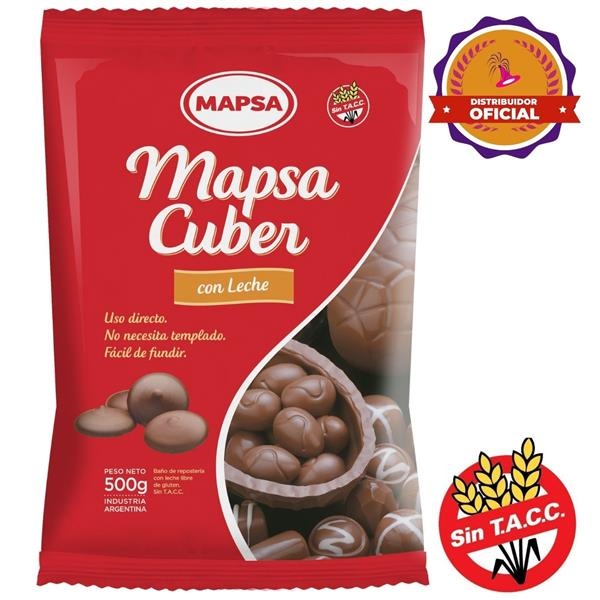 MAPSA
Sin T.A.C.C.
Mapsa
Cuber
con Leche
Uso directo.
No necesita templado.
Fácil de fundir.
PESO NETO
500g
INDUSTRIA
ARGENTINA
Baño de repostería
con leche libre
de gluten.
Sin T.A.C.C.
DISTRIBUIDOR
OFICIAL
Sin T.A.C.C.